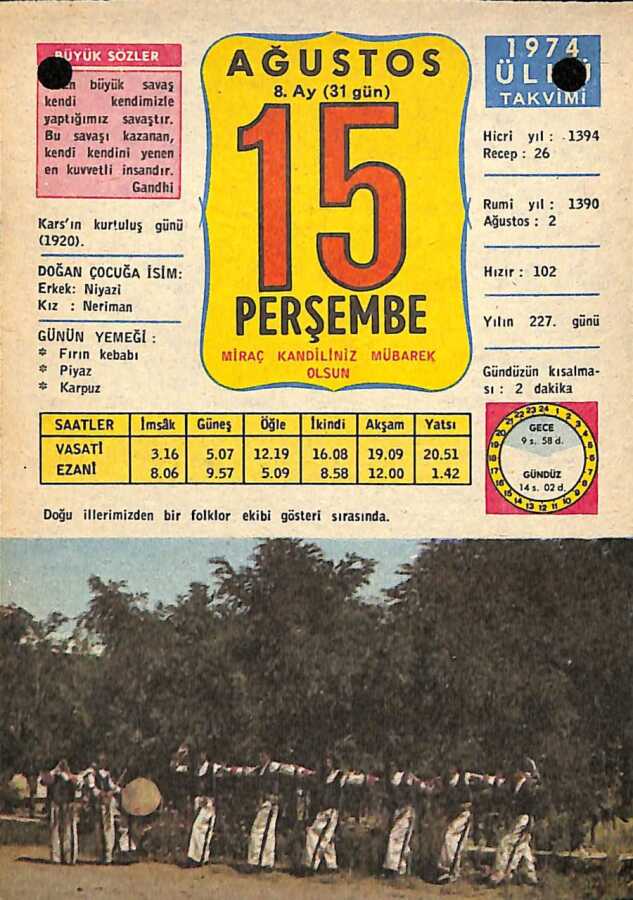 BÜYÜK SÖZLER
büyük savaş
kendi kendimizle
yaptığımız savaştır.
Bu savaşı kazanan,
kendi kendini yenen
en kuvvetli insandır.
Gandhi
Kars'ın kurtuluş günü
(1920).
DOĞAN ÇOCUĞA İSİM:
Erkek: Niyazi
Kız : Neriman
GÜNÜN YEMEĞİ :
Fırın kebabı
Piyaz
Karpuz
AĞUSTOS
8. Ay (31 gün)
15
PERŞEMBE
MİRAÇ KANDİLİNİZ MÜBAREK
OLSUN
1974
TAKVİMİ
Hicri yıl : 1394
Recep : 26
Rumi yıl : 1390
Ağustos : 2
Hızır : 102
Yılın 227. günü
Gündüzün kısalma-
sı : 2 dakika
SAATLER İmsâk Güneş Öğle İkindi Akşam Yatsı
VASATİ 3.16 5.07 12.19 16.08 19.09 20.51
EZANİ 8.06 9.57 5.09 8.58 12.00 1.42
GECE
9 s. 58 d.
GÜNDÜZ
14 s. 02 d.
Doğu illerimizden bir folklor ekibi gösteri sırasında.